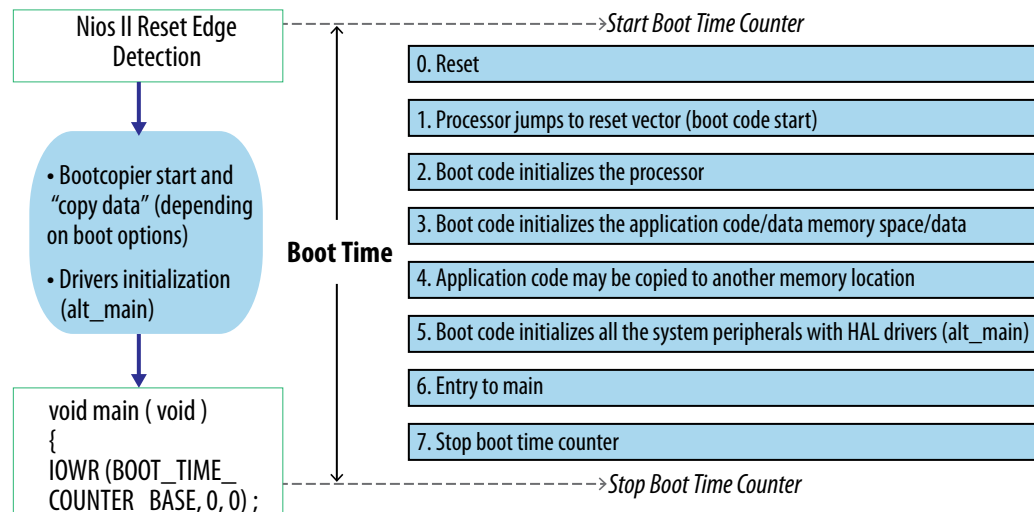 Nios II Reset Edge
Detection
• Bootcopier start and
“copy data” (depending
on boot options)
• Drivers initialization
(alt_main)
void main ( void )
{
IOWR (BOOT_TIME_
COUNTER_BASE, 0, 0) ;
Boot Time
Start Boot Time Counter
0. Reset
1. Processor jumps to reset vector (boot code start)
2. Boot code initializes the processor
3. Boot code initializes the application code/data memory space/data
4. Application code may be copied to another memory location
5. Boot code initializes all the system peripherals with HAL drivers (alt_main)
6. Entry to main
7. Stop boot time counter
Stop Boot Time Counter